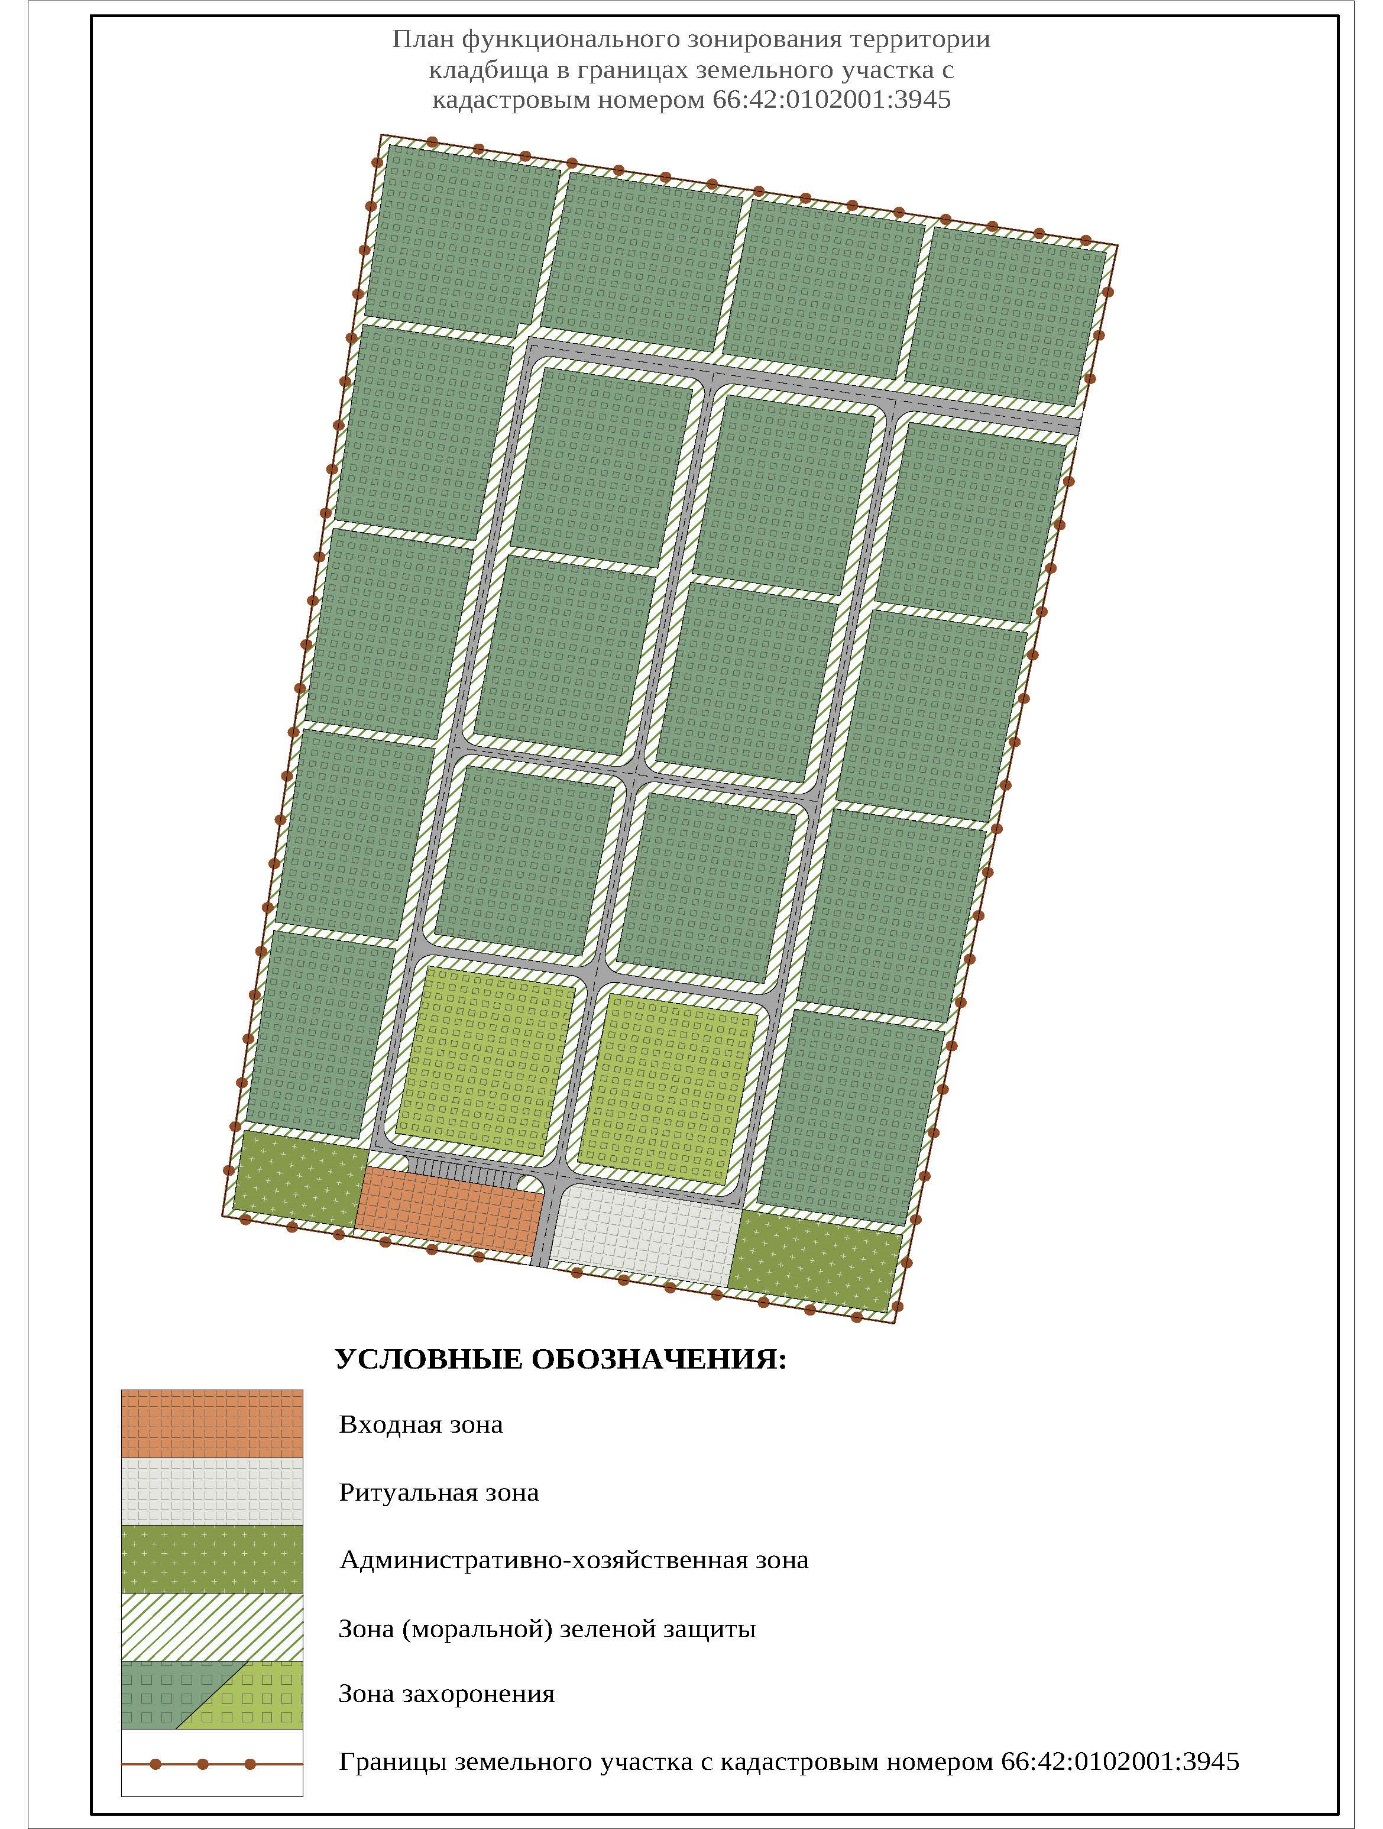 План функционального зонирования территории
кладбища в границах земельного участка с
кадастровым номером 66:42:0102001:3945
УСЛОВНЫЕ ОБОЗНАЧЕНИЯ:
Входная зона
Ритуальная зона
Административно-хозяйственная зона
Зона (моральной) зеленой защиты
Зона захоронения
Границы земельного участка с кадастровым номером 66:42:0102001:3945